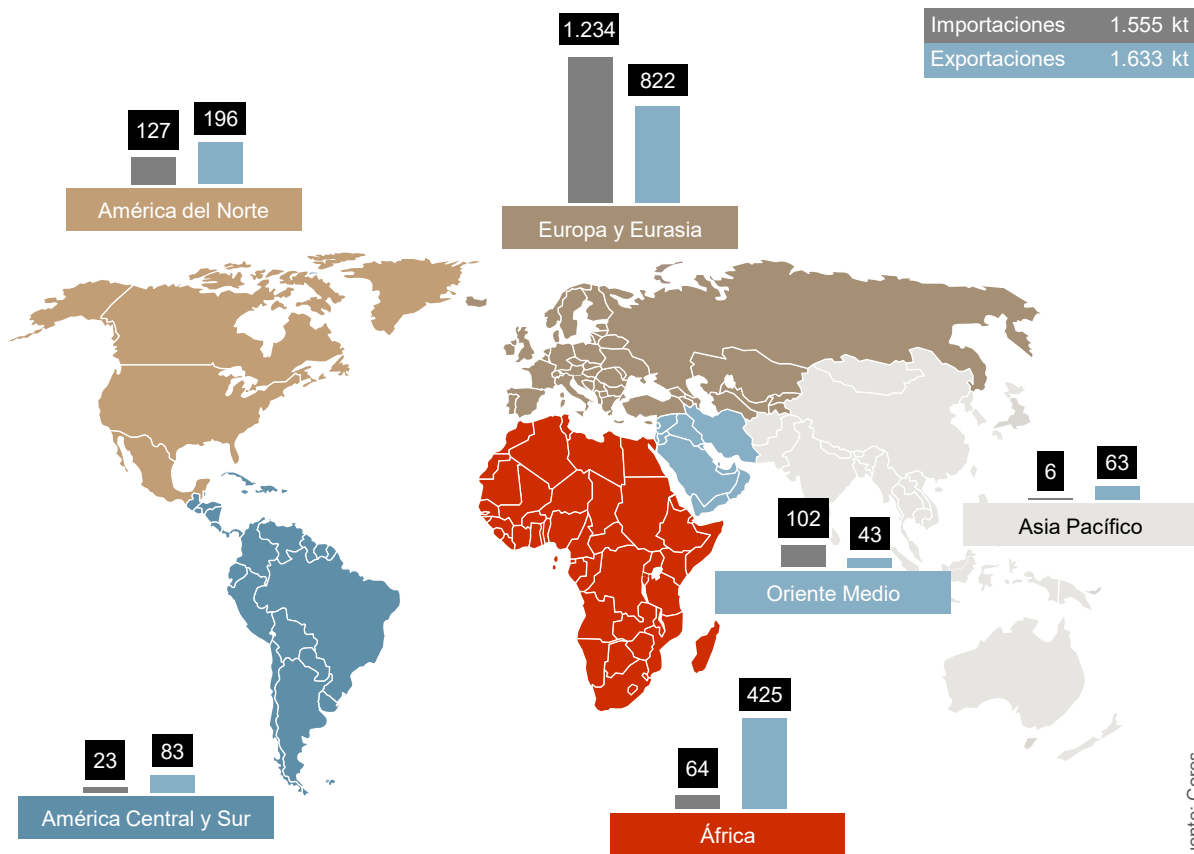 Importaciones 1.555 kt
Exportaciones 1.633 kt
1.234
822
Europa y Eurasia
127
196
América del Norte
6
63
Asia Pacífico
102
43
Oriente Medio
425
64
África
23
83
América Central y Sur